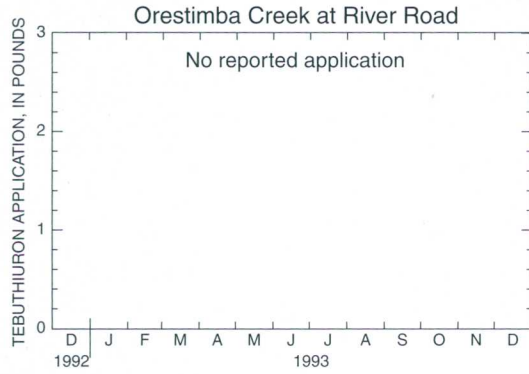 Orestimba Creek at River Road
No reported application
TEBUTHIURON APPLICATION, IN POUNDS
3
2
1
0
D J F M A M J J A S O N D
1992 1993